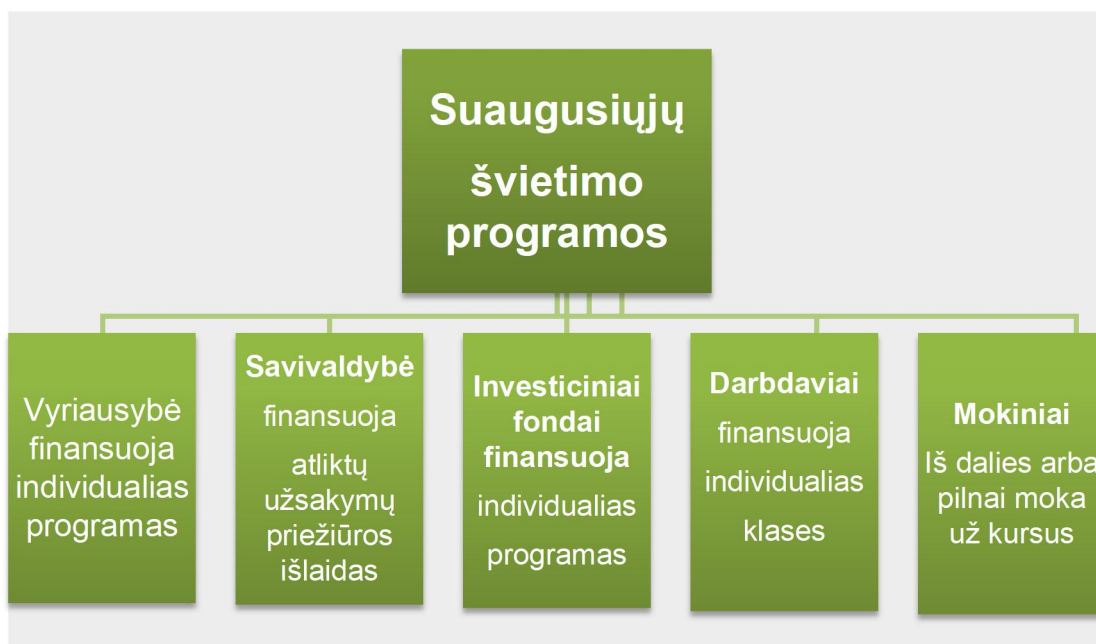 Suaugusiųjų
švietimo
programos
Vyriausybė
finansuoja
individualias
programas
Savivaldybė
finansuoja
atliktų
užsakymų
priežiūros
išlaidas
Investiciniai
fondai
finansuoja
individualias
programas
Darbdaviai
finansuoja
individualias
klases
Mokiniai
Iš dalies arba
pilnai moka
už kursus